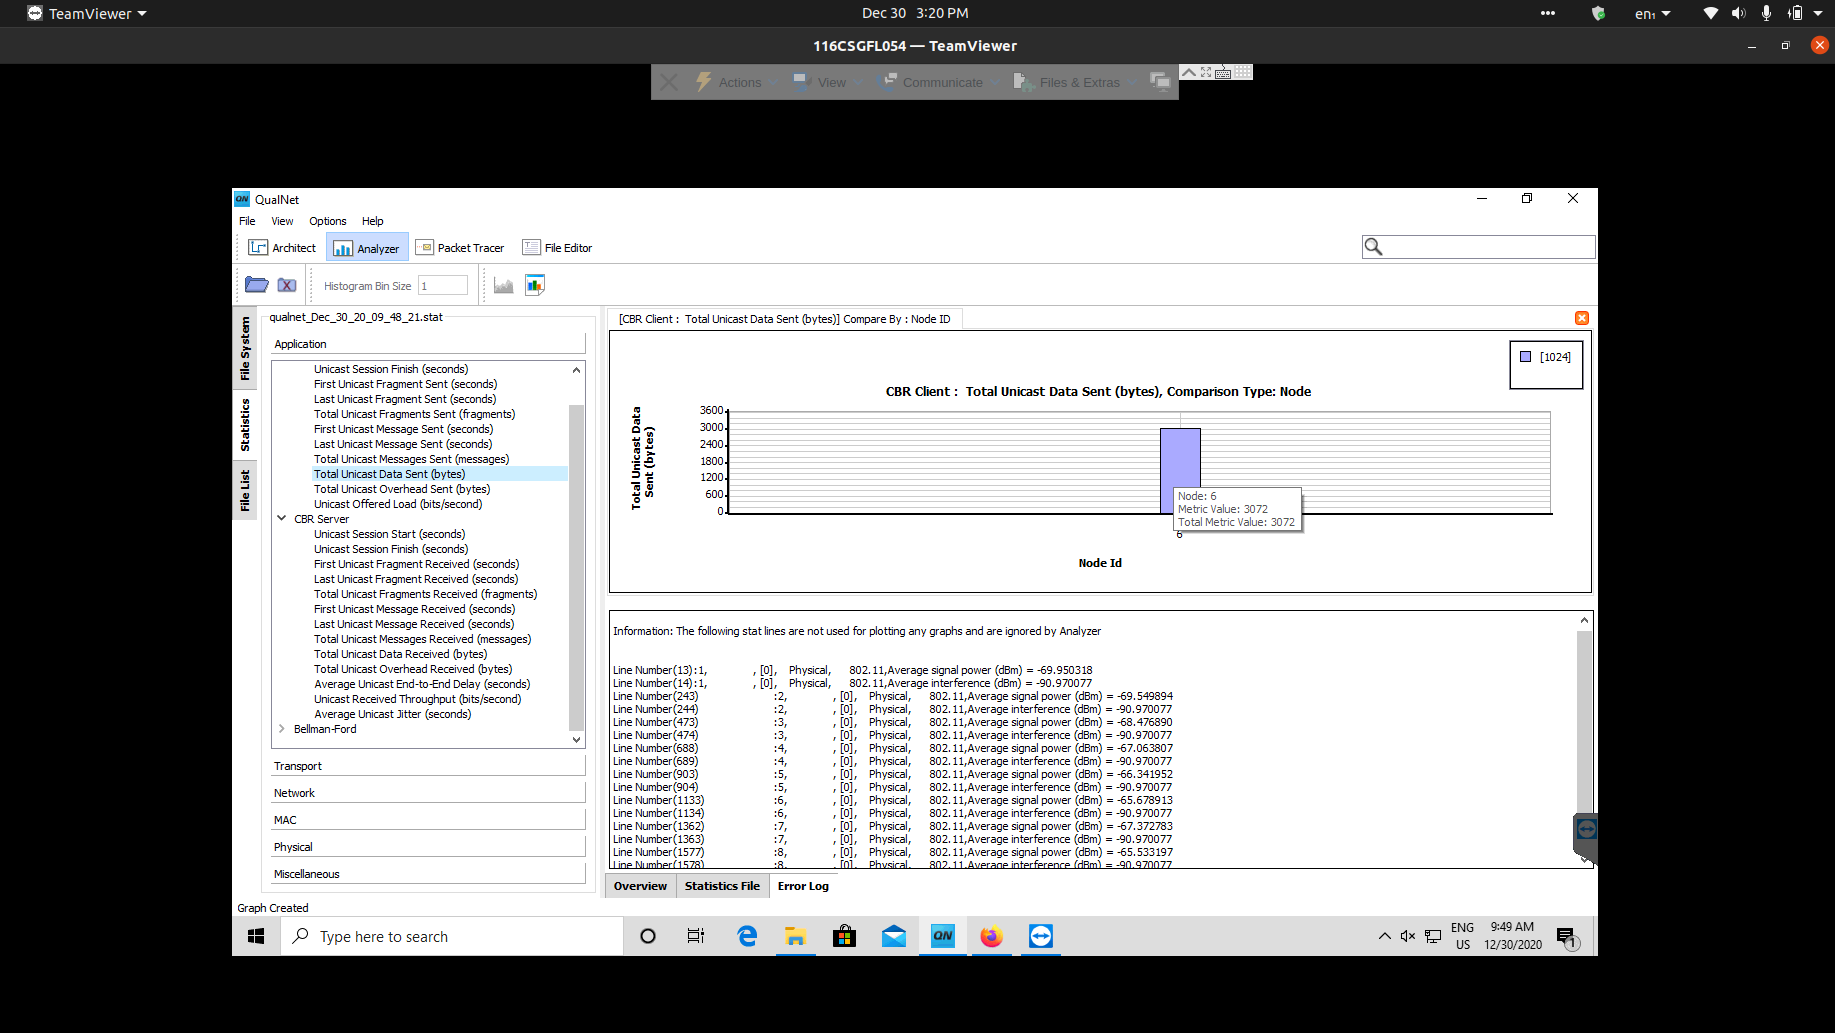 TeamViewer
Dec 30 3:20 PM
en₁
116CSGFL054 — TeamViewer
Actions
View
Communicate
Files & Extras
QN QualNet
File View Options Help
Architect
Analyzer
Packet Tracer
File Editor
Histogram Bin Size 1
File System
Statistics
File List
qualnet_Dec_30_20_09_48_21.stat
Application
Unicast Session Finish (seconds)
First Unicast Fragment Sent (seconds)
Last Unicast Fragment Sent (seconds)
Total Unicast Fragments Sent (fragments)
First Unicast Message Sent (seconds)
Last Unicast Message Sent (seconds)
Total Unicast Messages Sent (messages)
Total Unicast Data Sent (bytes)
Total Unicast Overhead Sent (bytes)
Unicast Offered Load (bits/second)
CBR Server
Unicast Session Start (seconds)
Unicast Session Finish (seconds)
First Unicast Fragment Received (seconds)
Last Unicast Fragment Received (seconds)
Total Unicast Fragments Received (fragments)
First Unicast Message Received (seconds)
Last Unicast Message Received (seconds)
Total Unicast Messages Received (messages)
Total Unicast Data Received (bytes)
Total Unicast Overhead Received (bytes)
Average Unicast End-to-End Delay (seconds)
Unicast Received Throughput (bits/second)
Average Unicast Jitter (seconds)
Bellman-Ford
Transport
Network
MAC
Physical
Miscellaneous
Graph Created
[CBR Client : Total Unicast Data Sent (bytes)] Compare By : Node ID
[1024]
CBR Client : Total Unicast Data Sent (bytes), Comparison Type: Node
Total Unicast Data
Sent (bytes)
3600
3000
2400
1800
1200
600
0
Node: 6
Metric Value: 3072
Total Metric Value: 3072
6
Node Id
Information: The following stat lines are not used for plotting any graphs and are ignored by Analyzer
Line Number(13):1, , [0], Physical, 802.11,Average signal power (dBm) = -69.950318
Line Number(14):1, , [0], Physical, 802.11,Average interference (dBm) = -90.970077
Line Number(243) :2, , [0], Physical, 802.11,Average signal power (dBm) = -69.549894
Line Number(244) :2, , [0], Physical, 802.11,Average interference (dBm) = -90.970077
Line Number(473) :3, , [0], Physical, 802.11,Average signal power (dBm) = -68.476890
Line Number(474) :3, , [0], Physical, 802.11,Average interference (dBm) = -90.970077
Line Number(688) :4, , [0], Physical, 802.11,Average signal power (dBm) = -67.063807
Line Number(689) :4, , [0], Physical, 802.11,Average interference (dBm) = -90.970077
Line Number(903) :5, , [0], Physical, 802.11,Average signal power (dBm) = -66.341952
Line Number(904) :5, , [0], Physical, 802.11,Average interference (dBm) = -90.970077
Line Number(1133) :6, , [0], Physical, 802.11,Average signal power (dBm) = -65.678913
Line Number(1134) :6, , [0], Physical, 802.11,Average interference (dBm) = -90.970077
Line Number(1362) :7, , [0], Physical, 802.11,Average signal power (dBm) = -67.372783
Line Number(1363) :7, , [0], Physical, 802.11,Average interference (dBm) = -90.970077
Line Number(1577) :8, , [0], Physical, 802.11,Average signal power (dBm) = -65.533197
Line Number(1578) :8, , [0], Physical, 802.11,Average interference (dBm) = -90.970077
Overview
Statistics File
Error Log
Type here to search
QN
ENG
US
9:49 AM
12/30/2020
1